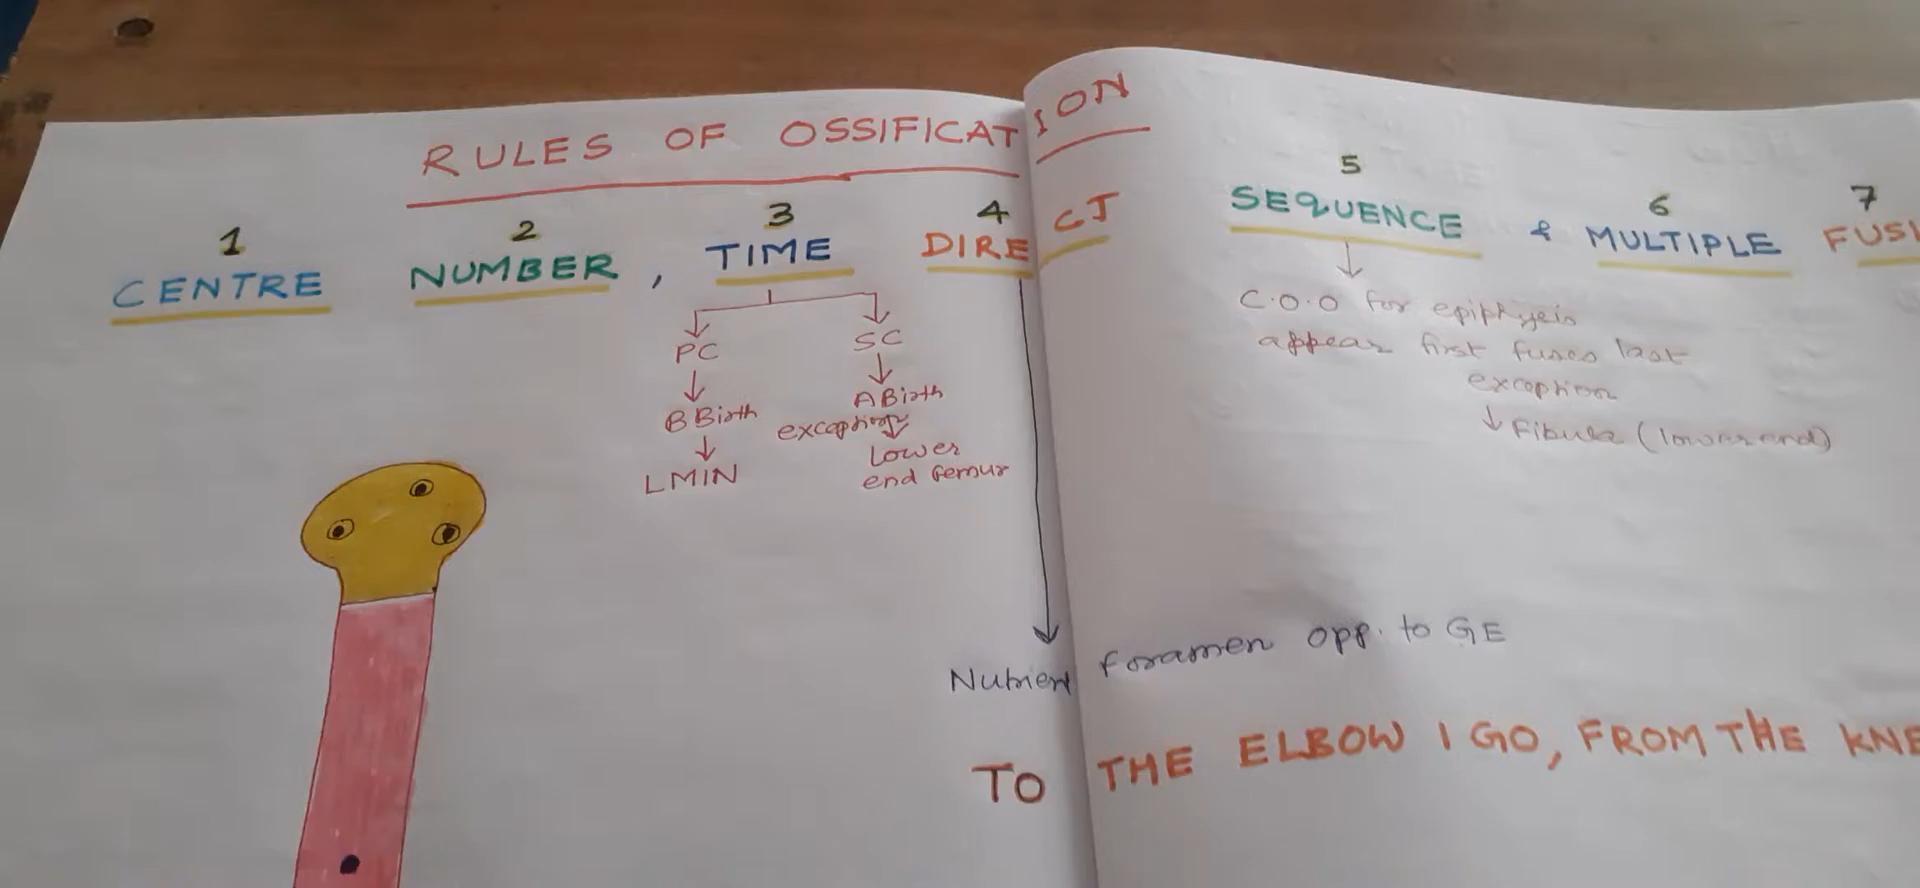 RULES OF OSSIFICATION
1 2 3 4 5 6 7
CENTRE NUMBER, TIME DIRECT SEQUENCE & MULTIPLE FUSI
PC SC
B Birth A Birth
LMIN
exception
Lower
end femur
C.O.O for epiphysis
appear first fuses last
exception
Fibula (lower end)
Nutrient foramen opp. to GE
TO THE ELBOW I GO, FROM THE KNE